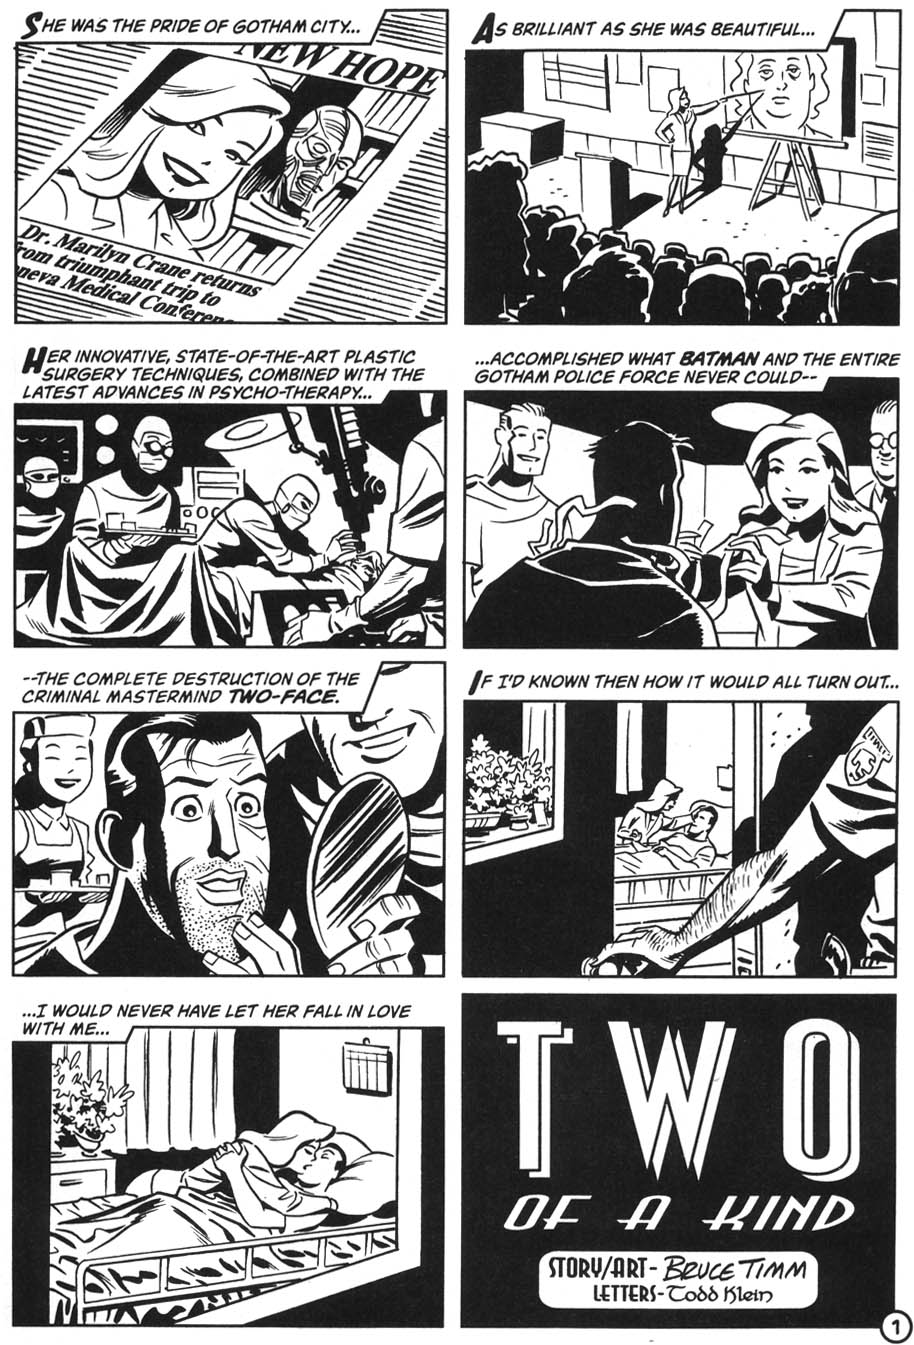 SHE WAS THE PRIDE OF GOTHAM CITY...
NEW HOPE
Dr. Marilyn Crane returns
from triumphant trip to
neva Medical Conferen
AS BRILLIANT AS SHE WAS BEAUTIFUL...
HER INNOVATIVE, STATE-OF-THE-ART PLASTIC
SURGERY TECHNIQUES, COMBINED WITH THE
LATEST ADVANCES IN PSYCHO-THERAPY...
...ACCOMPLISHED WHAT BATMAN AND THE ENTIRE
GOTHAM POLICE FORCE NEVER COULD--
--THE COMPLETE DESTRUCTION OF THE
CRIMINAL MASTERMIND TWO-FACE.
IF I'D KNOWN THEN HOW IT WOULD ALL TURN OUT...
...I WOULD NEVER HAVE LET HER FALL IN LOVE
WITH ME...
TWO
OF A KIND
STORY/ART- BRUCE TIMM
LETTERS- Todd Klein
1